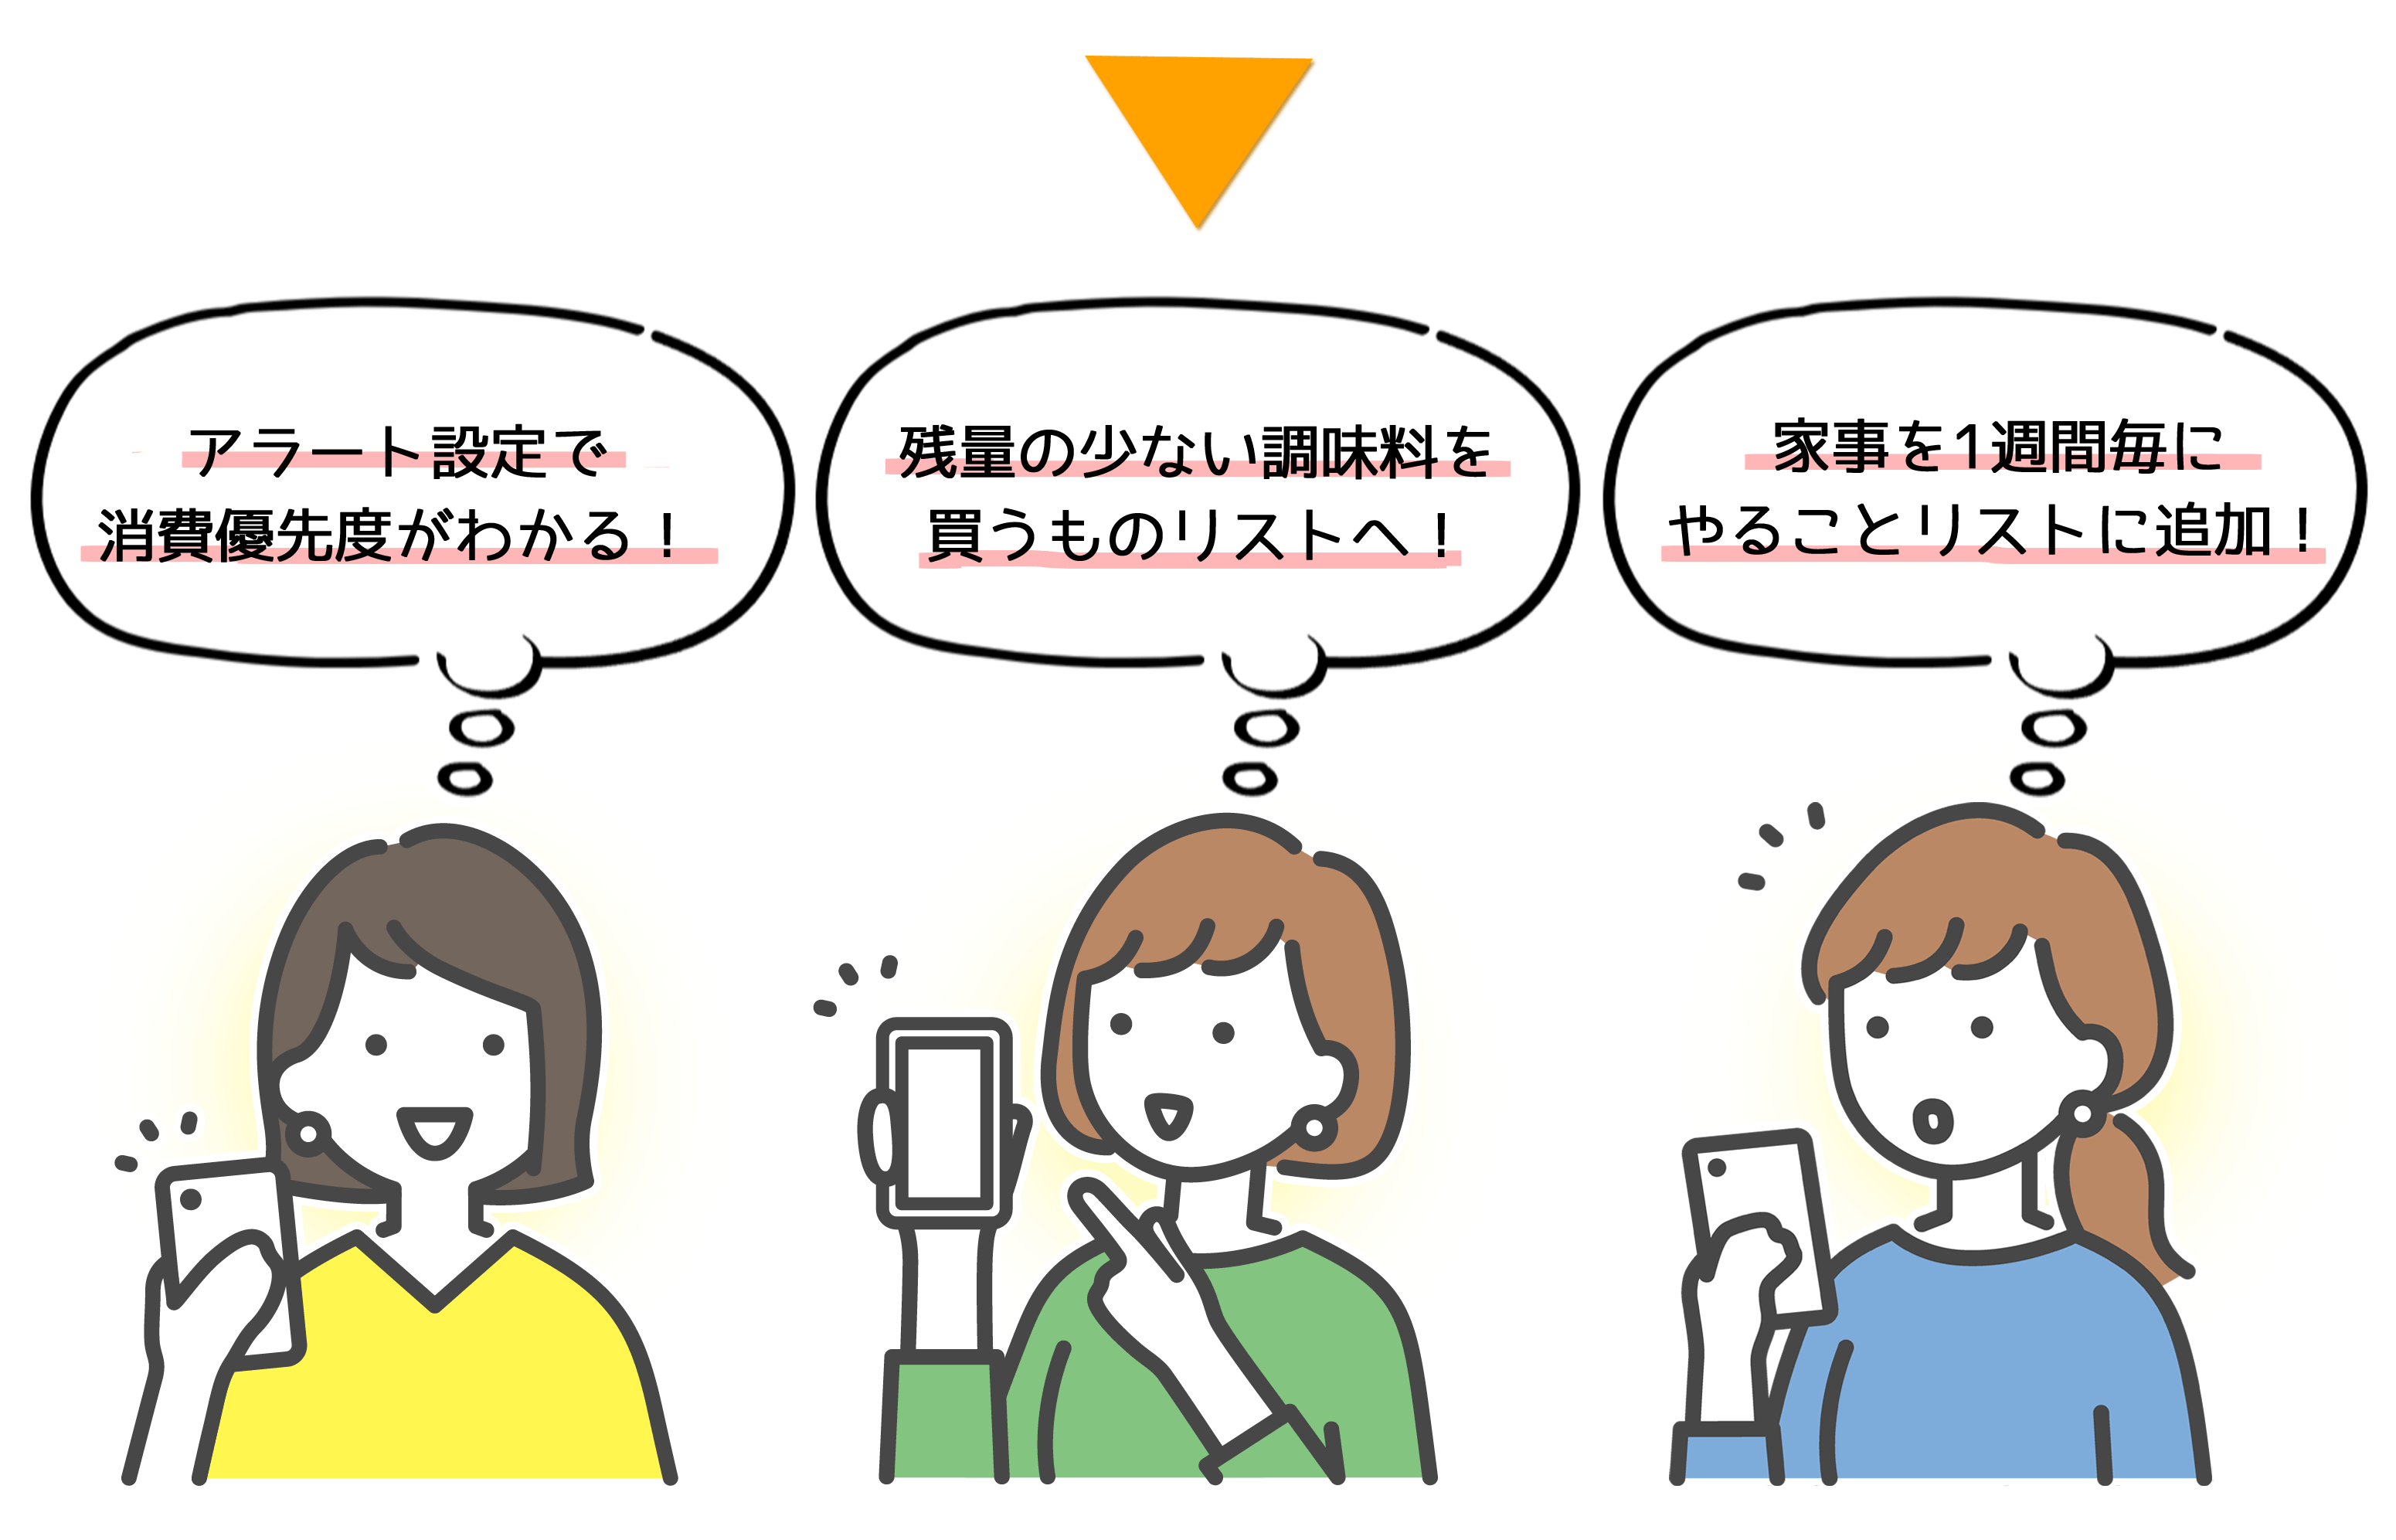 アラート設定で
消費優先度がわかる！
残量の少ない調味料を
買うものリストへ！
家事を1週間毎に
やることリストに追加！